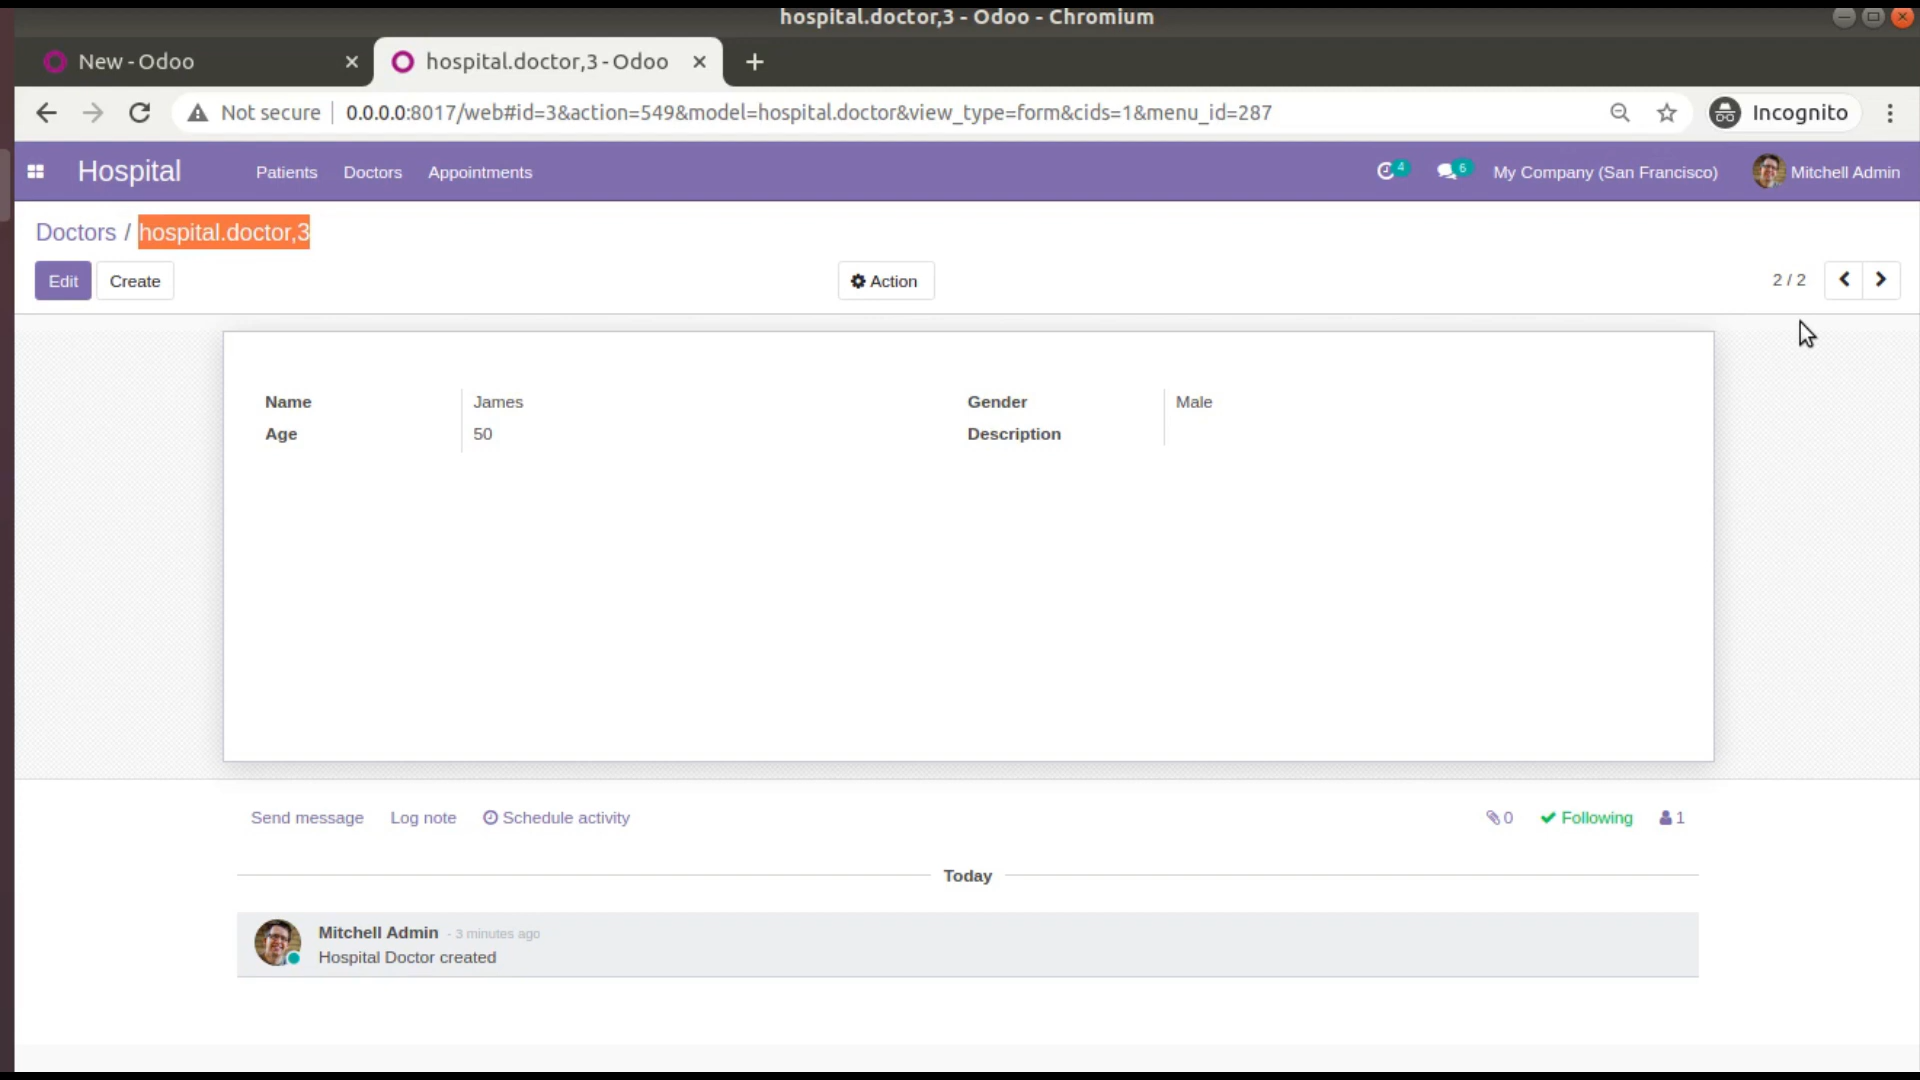 hospital.doctor,3 - Odoo - Chromium
New - Odoo
hospital.doctor,3 - Odoo
Not secure
0.0.0.0:8017/web#id=3&action=549&model=hospital.doctor&view_type=form&cids=1&menu_id=287
Incognito
Hospital
Patients
Doctors
Appointments
4
6
My Company (San Francisco)
Mitchell Admin
Doctors / hospital.doctor,3
Edit
Create
Action
2 / 2
Name
James
Gender
Male
Age
50
Description
Send message
Log note
Schedule activity
0
Following
1
Today
Mitchell Admin - 3 minutes ago
Hospital Doctor created